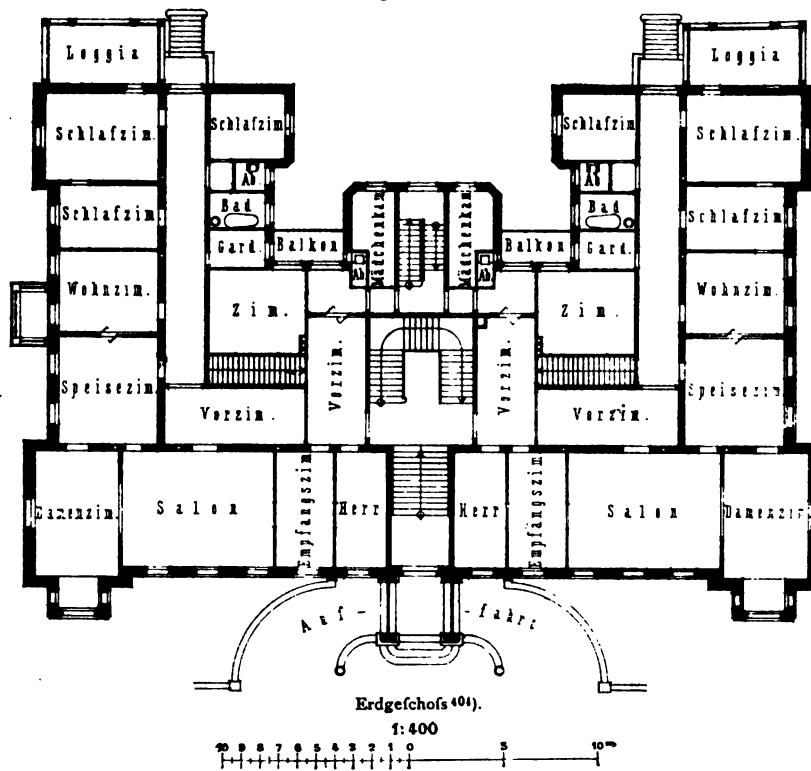 Loggia
Loggia
Schlafzim.
Schlafzim
Schlafzim
Schlafzim.
Ab
Ab
Schlafzim
Bad
Mädchenkam
Mädchenkam
Bad
Schlafzim
Gard.
Balkon
Balkon
Gard.
Ab
Ab
Wohnzim.
Zim.
Zim.
Wohnzim.
Speisezim.
Vorzim.
Vorzim.
Speisezim.
Vorzim.
Vorzim.
Damenzim.
Salon
Empfangszim
Herr
Herr
Empfangszim
Salon
Damenzim
Auf-
-fahrt
Erdgeſchoſs 404).
1:400
10 9 8 7 6 5 4 3 2 1 0 5 10 m